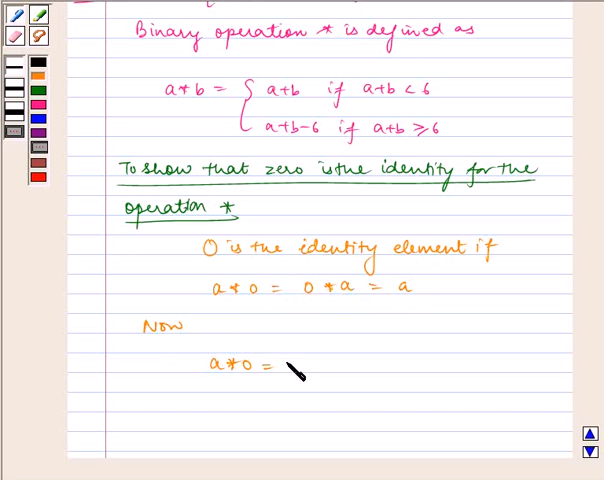 Binary operation * is defined as
a*b = { a+b if a+b < 6
a+b-6 if a+b ≥ 6
To show that zero is the identity for the
operation *
0 is the identity element if
a * 0 = 0 * a = a
Now
a * 0 =